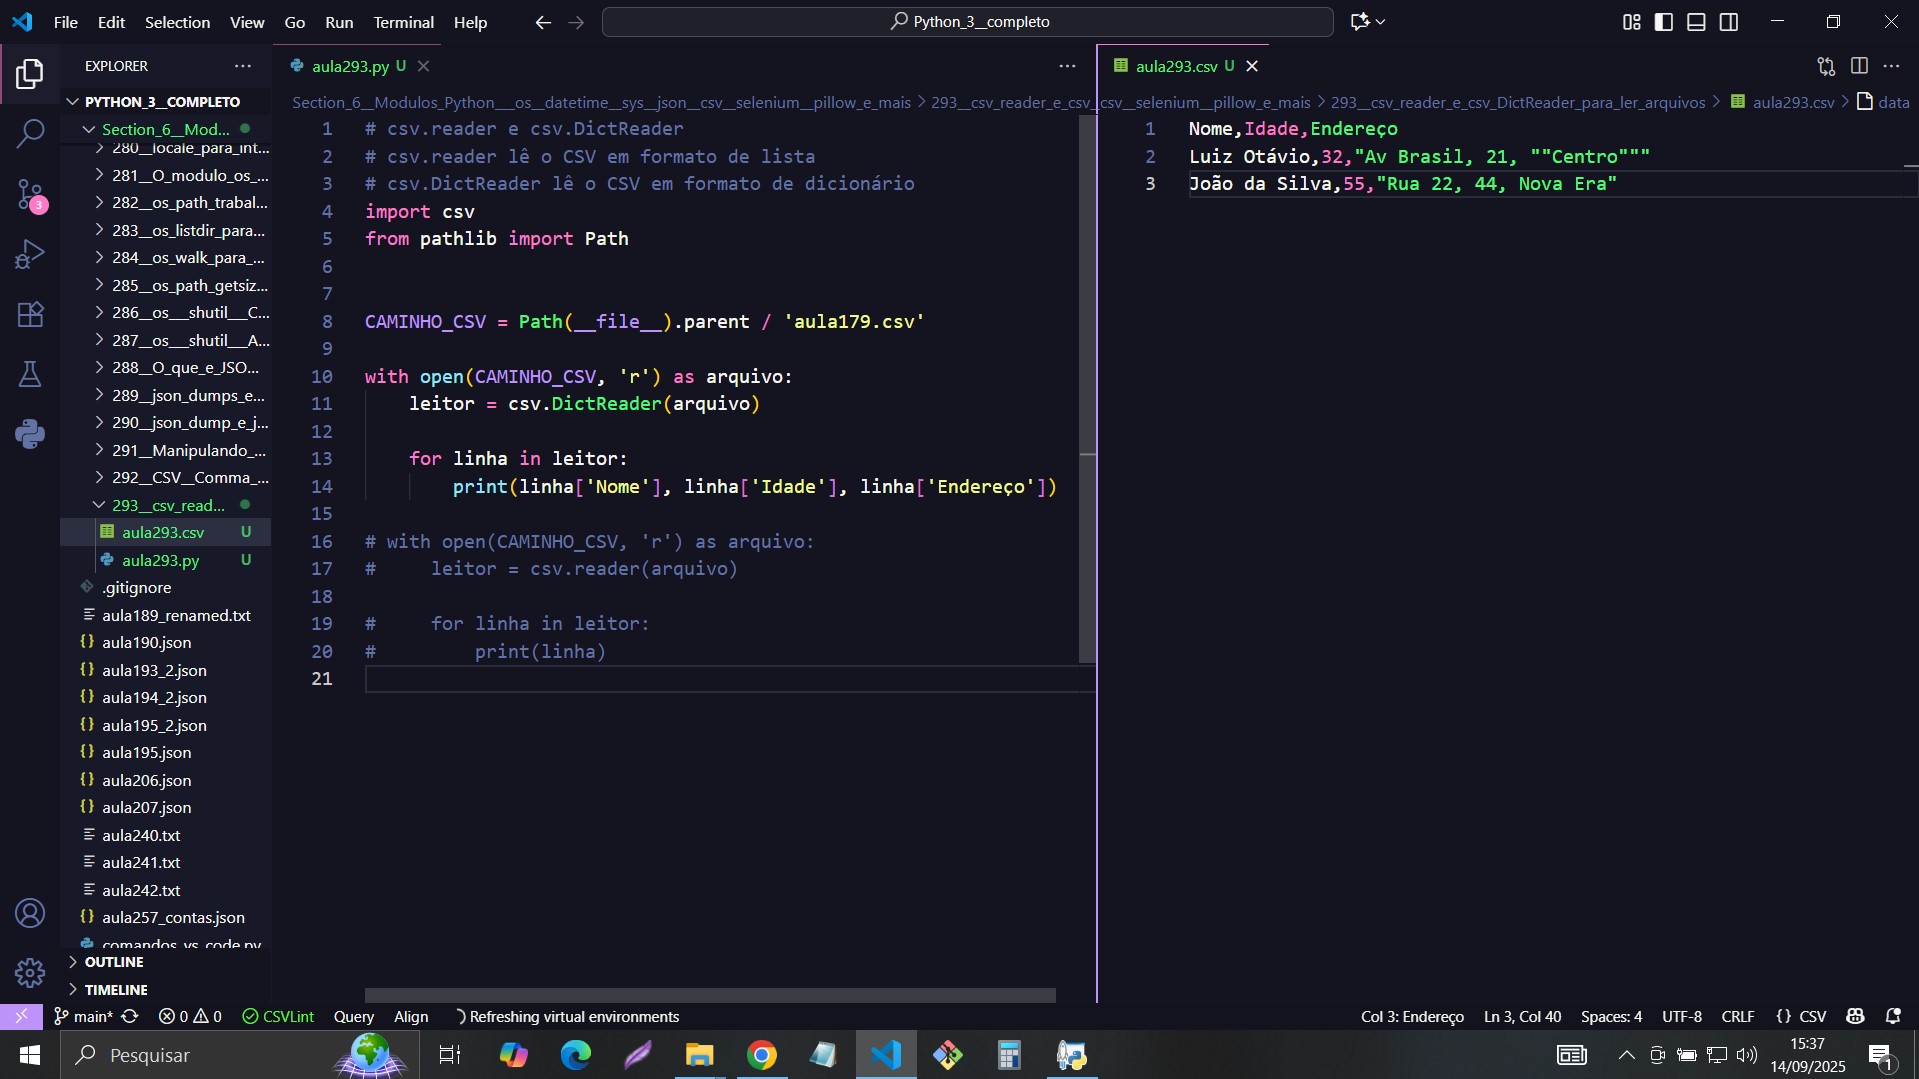 File Edit Selection View Go Run Terminal Help
Python_3__completo
EXPLORER
PYTHON_3__COMPLETO
Section_6__Mod...
280__locale_para_int...
281__O_modulo_os_...
282__os_path_trabal...
283__os_listdir_para...
284__os_walk_para_...
285__os_path_getsiz...
286__os___shutil___C...
287__os___shutil___A...
288__O_que_e_JSO...
289__json_dumps_e...
290__json_dump_e_j...
291__Manipulando_...
292__CSV__Comma_...
293__csv_read...
aula293.csv U
aula293.py U
.gitignore
aula189_renamed.txt
aula190.json
aula193_2.json
aula194_2.json
aula195_2.json
aula195.json
aula206.json
aula207.json
aula240.txt
aula241.txt
aula242.txt
aula257_contas.json
comandos_vs_code.py
OUTLINE
TIMELINE
aula293.py U
Section_6__Modulos_Python___os__datetime__sys__json__csv__selenium__pillow_e_mais > 293__csv_reader_e_csv_
1 # csv.reader e csv.DictReader
2 # csv.reader lê o CSV em formato de lista
3 # csv.DictReader lê o CSV em formato de dicionário
4 import csv
5 from pathlib import Path
6
7
8 CAMINHO_CSV = Path(__file__).parent / 'aula179.csv'
9
10 with open(CAMINHO_CSV, 'r') as arquivo:
11     leitor = csv.DictReader(arquivo)
12
13     for linha in leitor:
14         print(linha['Nome'], linha['Idade'], linha['Endereço'])
15
16 # with open(CAMINHO_CSV, 'r') as arquivo:
17 #     leitor = csv.reader(arquivo)
18
19 #     for linha in leitor:
20 #         print(linha)
21
aula293.csv U
_csv__selenium__pillow_e_mais > 293__csv_reader_e_csv_DictReader_para_ler_arquivos > aula293.csv > data
1 Nome,Idade,Endereço
2 Luiz Otávio,32,"Av Brasil, 21, ""Centro"""
3 João da Silva,55,"Rua 22, 44, Nova Era"
main* 0 0 CSVLint Query Align Refreshing virtual environments Col 3: Endereço Ln 3, Col 40 Spaces: 4 UTF-8 CRLF {} CSV
3
Pesquisar
15:37
14/09/2025
1